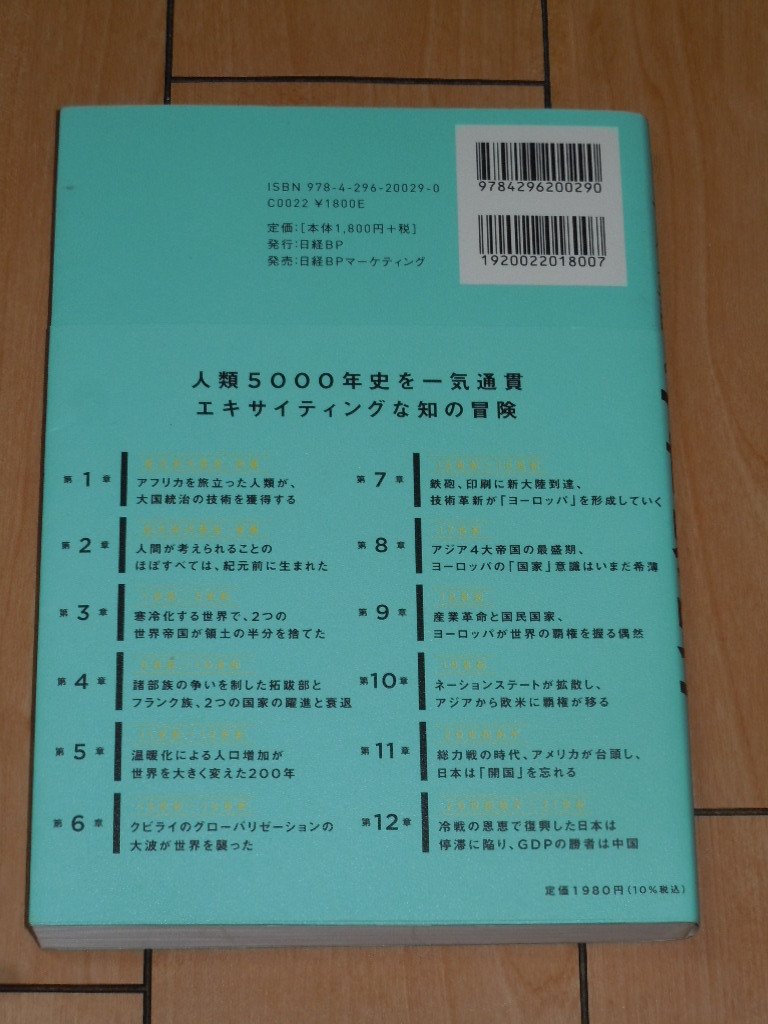 9784296200290
ISBN 978-4-296-20029-0
C0022 ¥1800E
定価：[本体1,800円+税]
発行：日経BP
発売：日経BPマーケティング
1920022018007
人類5000年史を一気通貫
エキサイティングな知の冒険
第1章
アフリカを旅立った人類が、
大国統治の技術を獲得する
第2章
人間が考えられることの
ほぼすべては、紀元前に生まれた
第3章
寒冷化する世界で、2つの
世界帝国が領土の半分を捨てた
第4章
諸部族の争いを制した拓跋部と
フランク族、2つの国家の躍進と衰退
第5章
温暖化による人口増加が
世界を大きく変えた200年
第6章
クビライのグローバリゼーションの
大波が世界を襲った
第7章
鉄砲、印刷に新大陸到達、
技術革新が「ヨーロッパ」を形成していく
第8章
アジア4大帝国の最盛期、
ヨーロッパの「国家」意識はいまだ希薄
第9章
産業革命と国民国家、
ヨーロッパが世界の覇権を握る偶然
第10章
ネーションステートが拡散し、
アジアから欧米に覇権が移る
第11章
総力戦の時代、アメリカが台頭し、
日本は「開国」を忘れる
第12章
冷戦の恩恵で復興した日本は
停滞に陥り、GDPの勝者は中国
定価1980円(10%税込)